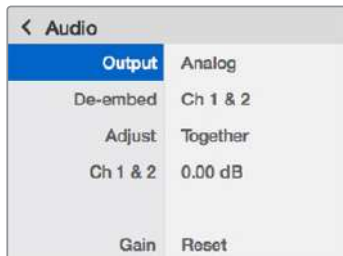 < Audio
Output Analog
De-embed Ch 1 & 2
Adjust Together
Ch 1 & 2 0.00 dB
Gain Reset